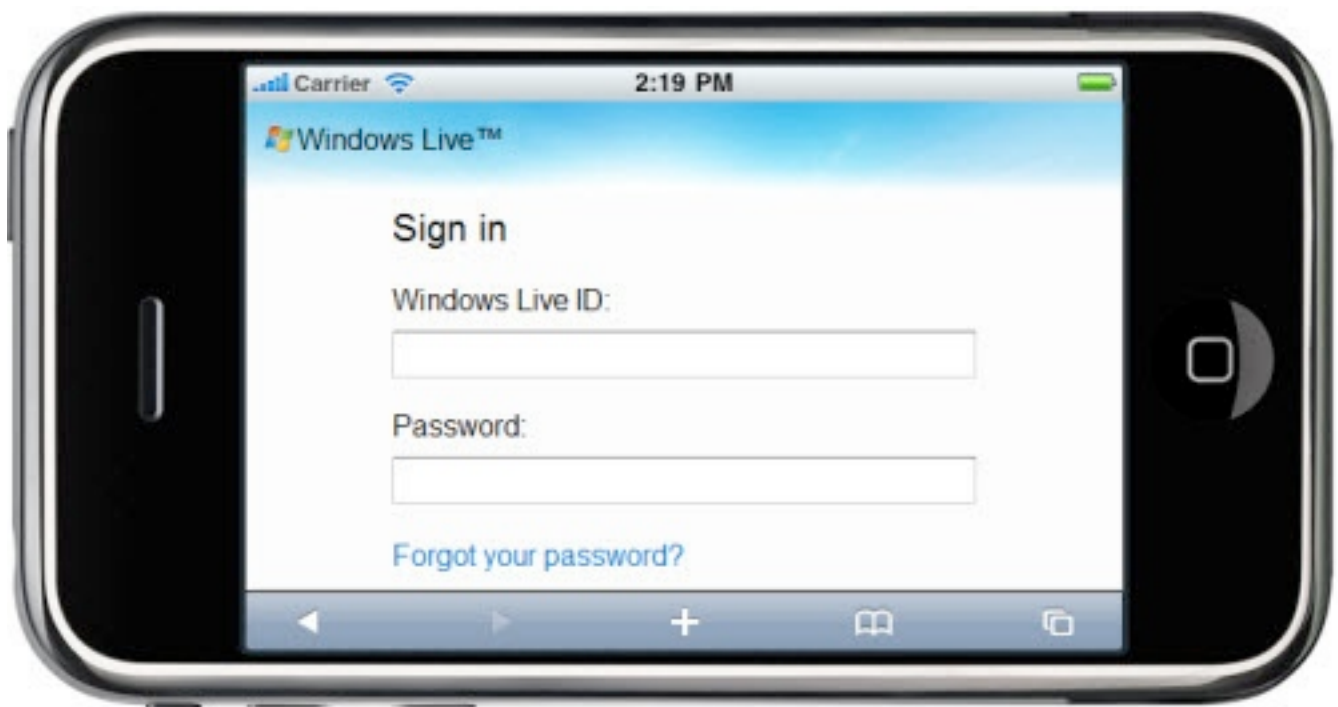 Carrier 2:19 PM
Windows Live™
Sign in
Windows Live ID:
Password:
Forgot your password?